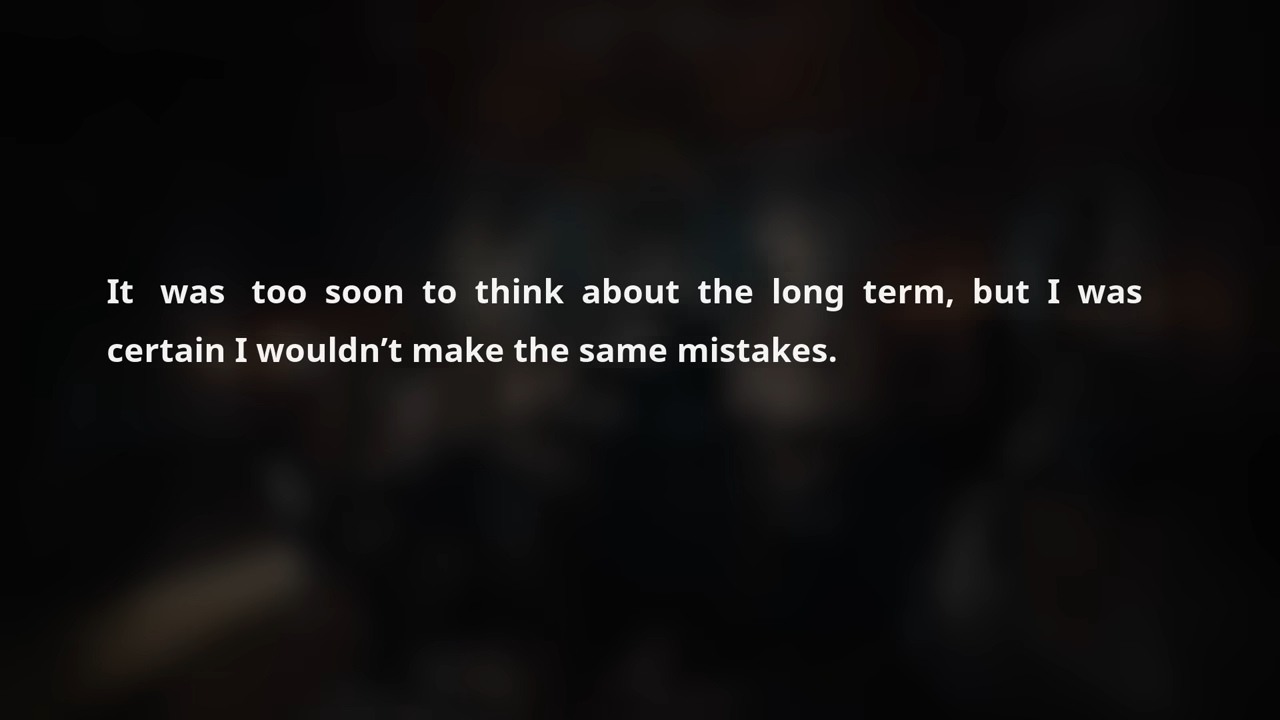 It was too soon to think about the long term, but I was
certain I wouldn’t make the same mistakes.